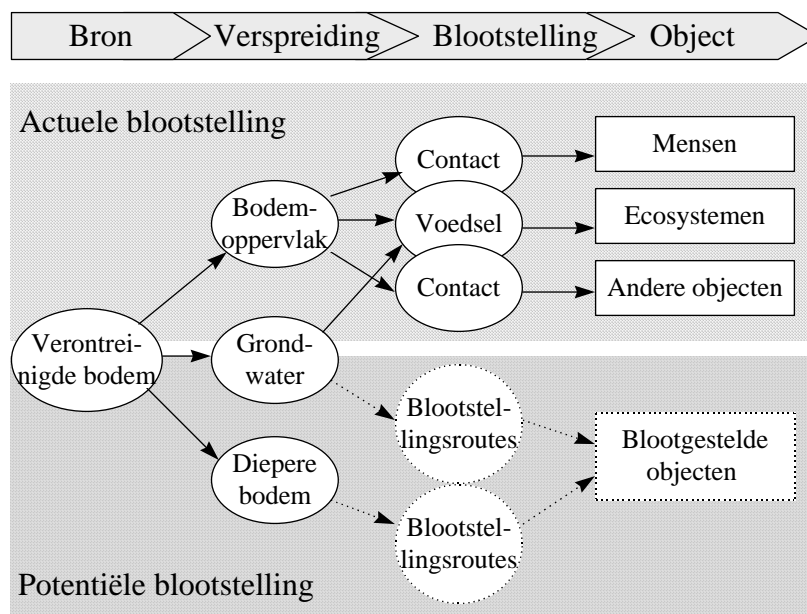 Bron
Verspreiding
Blootstelling
Object
Actuele blootstelling
Contact
Mensen
Bodem-
oppervlak
Voedsel
Ecosystemen
Contact
Andere objecten
Verontrei-
nigde bodem
Grond-
water
Blootstel-
lingsroutes
Blootgestelde
objecten
Diepere
bodem
Blootstel-
lingsroutes
Potentiële blootstelling